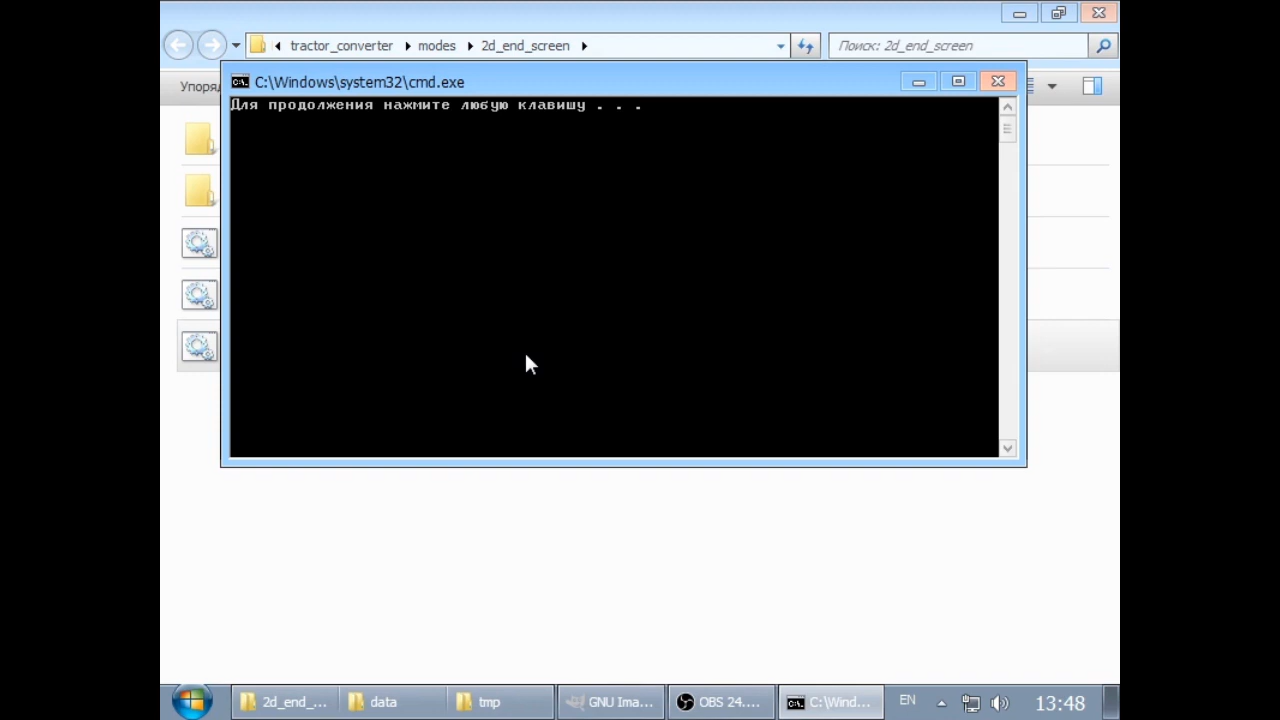 tractor_converter modes 2d_end_screen
Поиск: 2d_end_screen
C:\Windows\system32\cmd.exe
Для продолжения нажмите любую клавишу . . .
2d_end_...
data
tmp
GNU Ima...
OBS 24....
C:\Wind...
EN
13:48